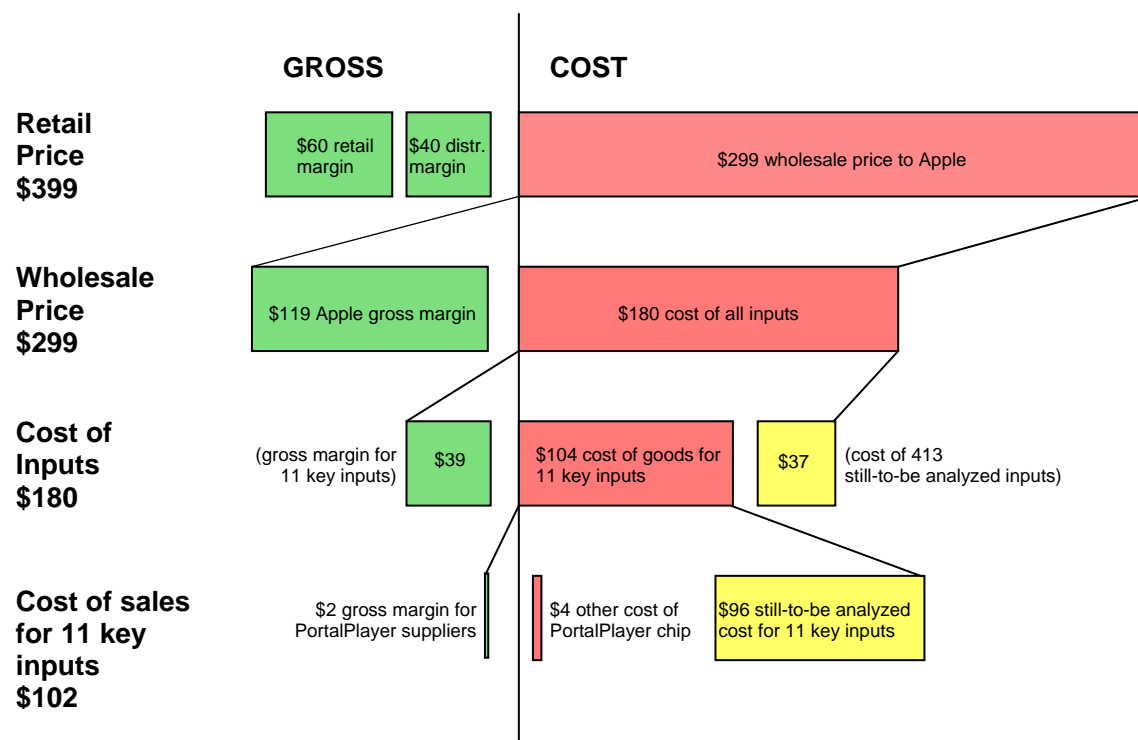 GROSS
COST
Retail
Price
$399
$60 retail
margin
$40 distr.
margin
$299 wholesale price to Apple
Wholesale
Price
$299
$119 Apple gross margin
$180 cost of all inputs
Cost of
Inputs
$180
(gross margin for
11 key inputs)
$39
$104 cost of goods for
11 key inputs
$37
(cost of 413
still-to-be analyzed inputs)
Cost of sales
for 11 key
inputs
$102
$2 gross margin for
PortalPlayer suppliers
$4 other cost of
PortalPlayer chip
$96 still-to-be analyzed
cost for 11 key inputs